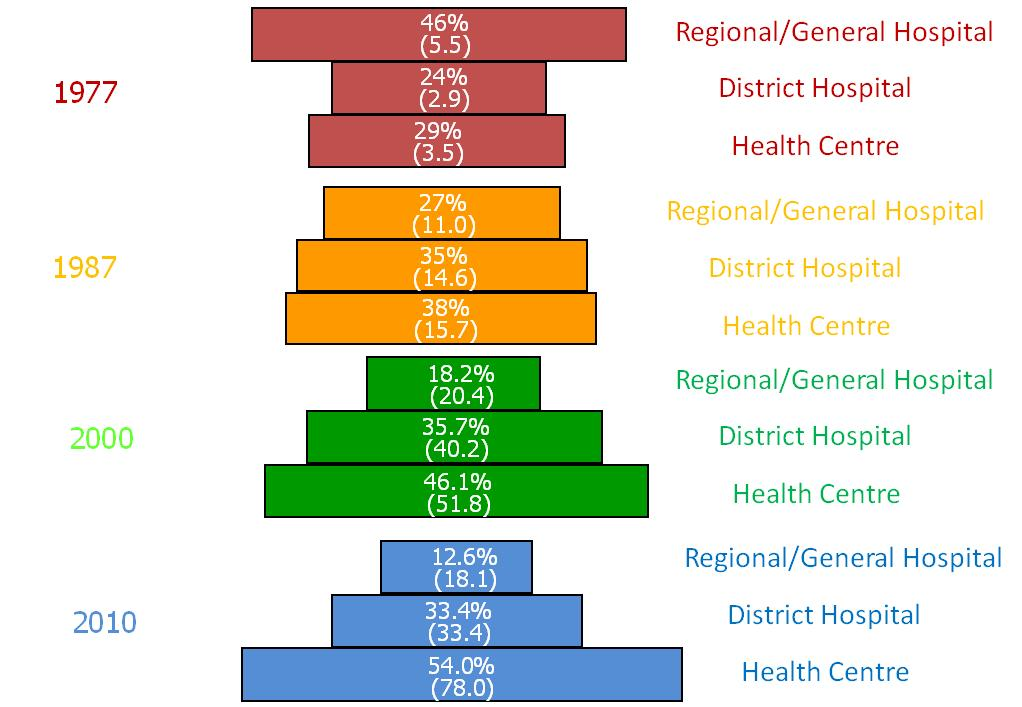 46%
(5.5)
Regional/General Hospital
1977
24%
(2.9)
District Hospital
29%
(3.5)
Health Centre
27%
(11.0)
Regional/General Hospital
1987
35%
(14.6)
District Hospital
38%
(15.7)
Health Centre
18.2%
(20.4)
Regional/General Hospital
2000
35.7%
(40.2)
District Hospital
46.1%
(51.8)
Health Centre
12.6%
(18.1)
Regional/General Hospital
2010
33.4%
(33.4)
District Hospital
54.0%
(78.0)
Health Centre